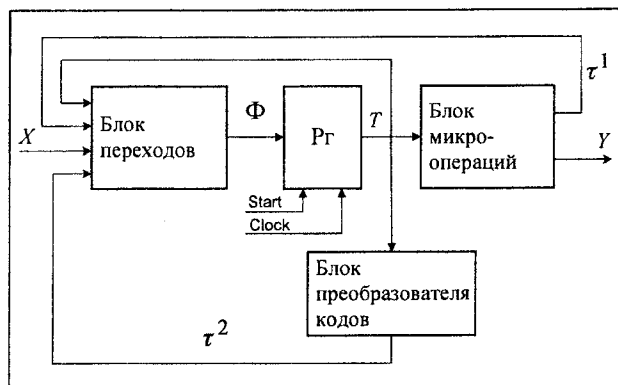 τ¹
Блок
переходов
X
Φ
Рг
T
Блок
микро-
операций
Y
Start
Clock
Блок
преобразователя
кодов
τ²